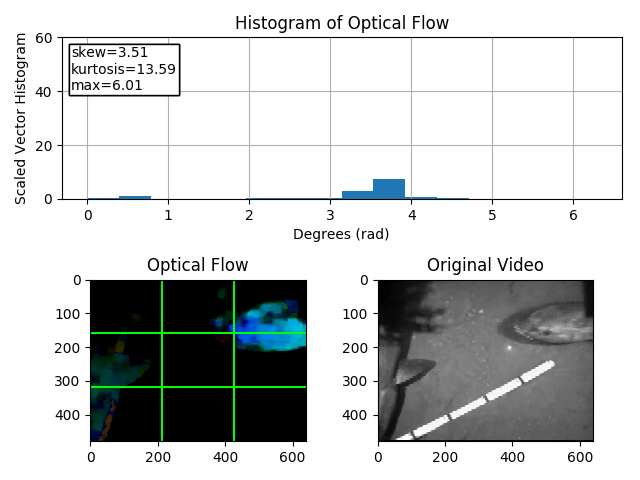 Histogram of Optical Flow
60
40
20
0
Scaled Vector Histogram
skew=3.51
kurtosis=13.59
max=6.01
0 1 2 3 4 5 6
Degrees (rad)
Optical Flow
0
100
200
300
400
0 200 400 600
Original Video
0
100
200
300
400
0 200 400 600